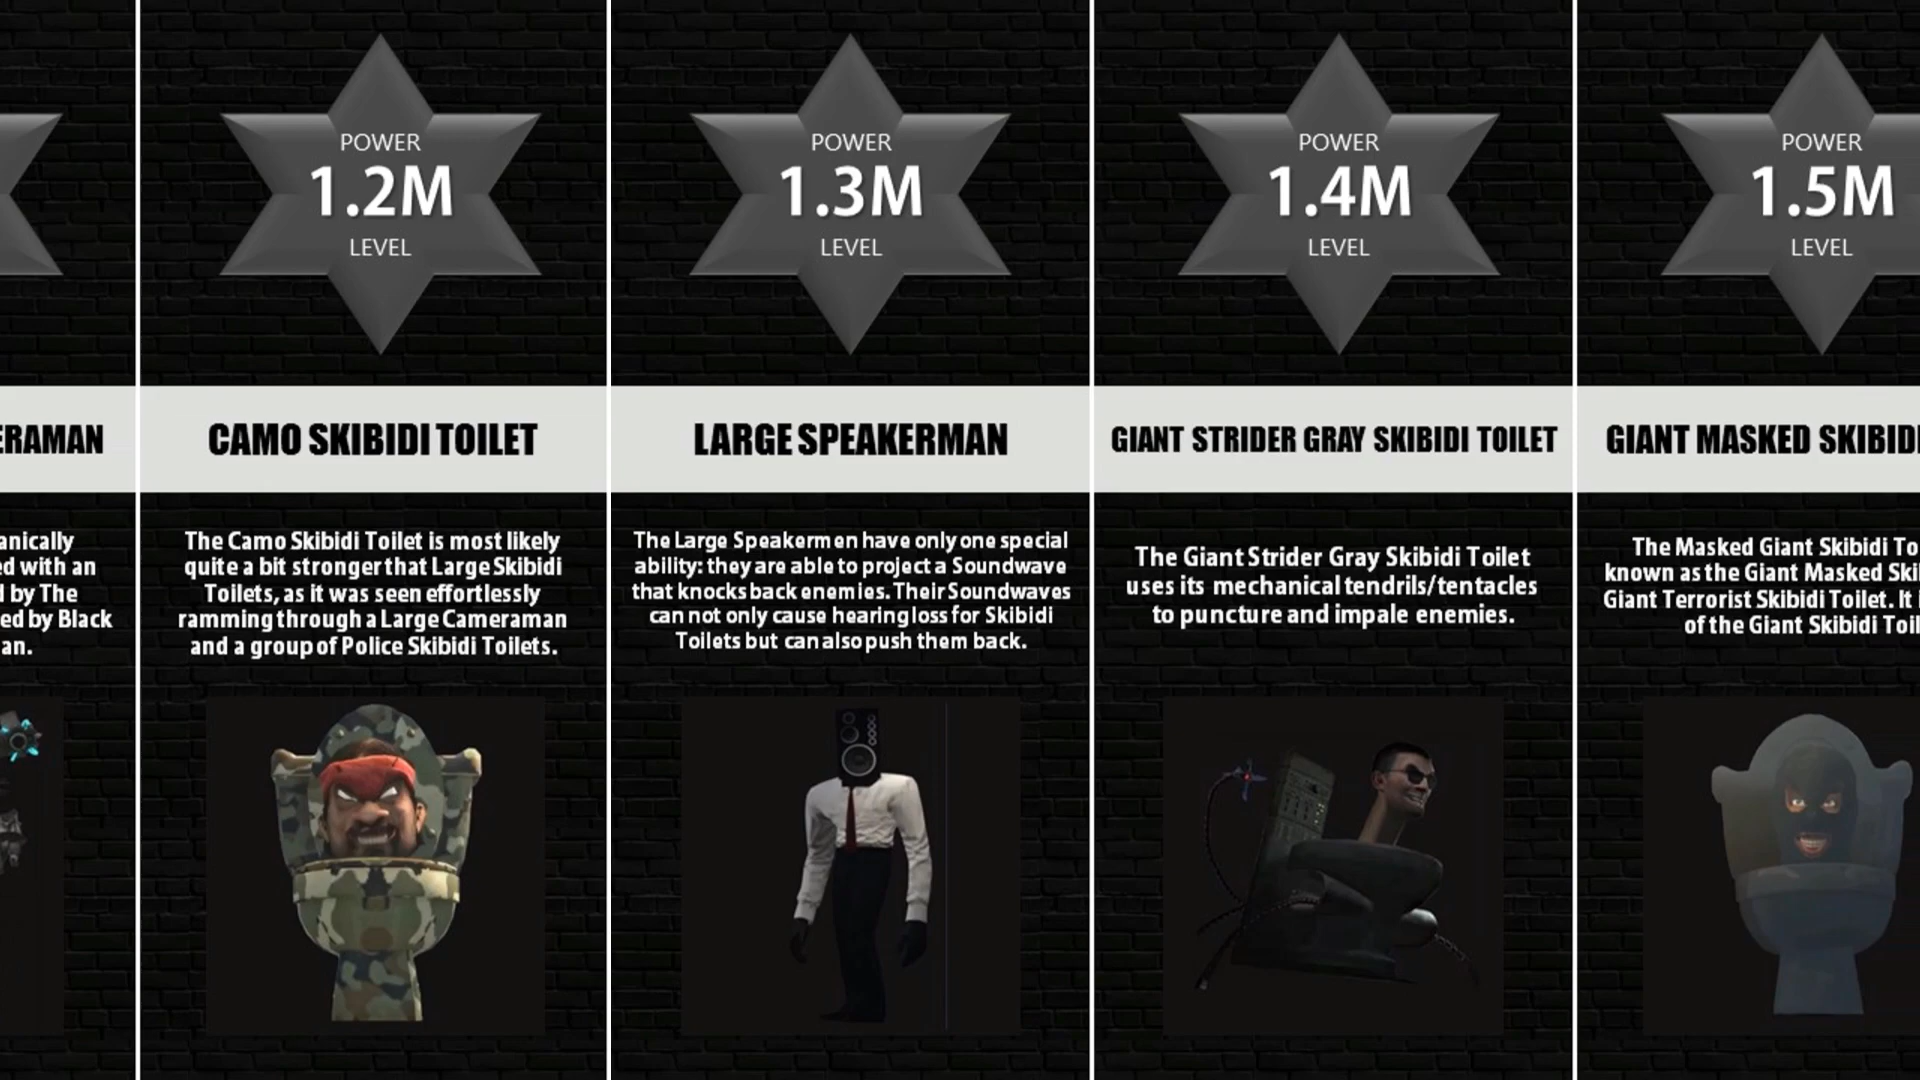 ERAMAN
anically
ed with an
d by The
ed by Black
an.
POWER
1.2M
LEVEL
CAMO SKIBIDI TOILET
The Camo Skibidi Toilet is most likely
quite a bit stronger that Large Skibidi
Toilets, as it was seen effortlessly
ramming through a Large Cameraman
and a group of Police Skibidi Toilets.
POWER
1.3M
LEVEL
LARGE SPEAKERMAN
The Large Speakermen have only one special
ability: they are able to project a Soundwave
that knocks back enemies. Their Soundwaves
can not only cause hearing loss for Skibidi
Toilets but can also push them back.
POWER
1.4M
LEVEL
GIANT STRIDER GRAY SKIBIDI TOILET
The Giant Strider Gray Skibidi Toilet
uses its mechanical tendrils/tentacles
to puncture and impale enemies.
POWER
1.5M
LEVEL
GIANT MASKED SKIBIDI
The Masked Giant Skibidi To
known as the Giant Masked Ski
Giant Terrorist Skibidi Toilet. It i
of the Giant Skibidi Toil